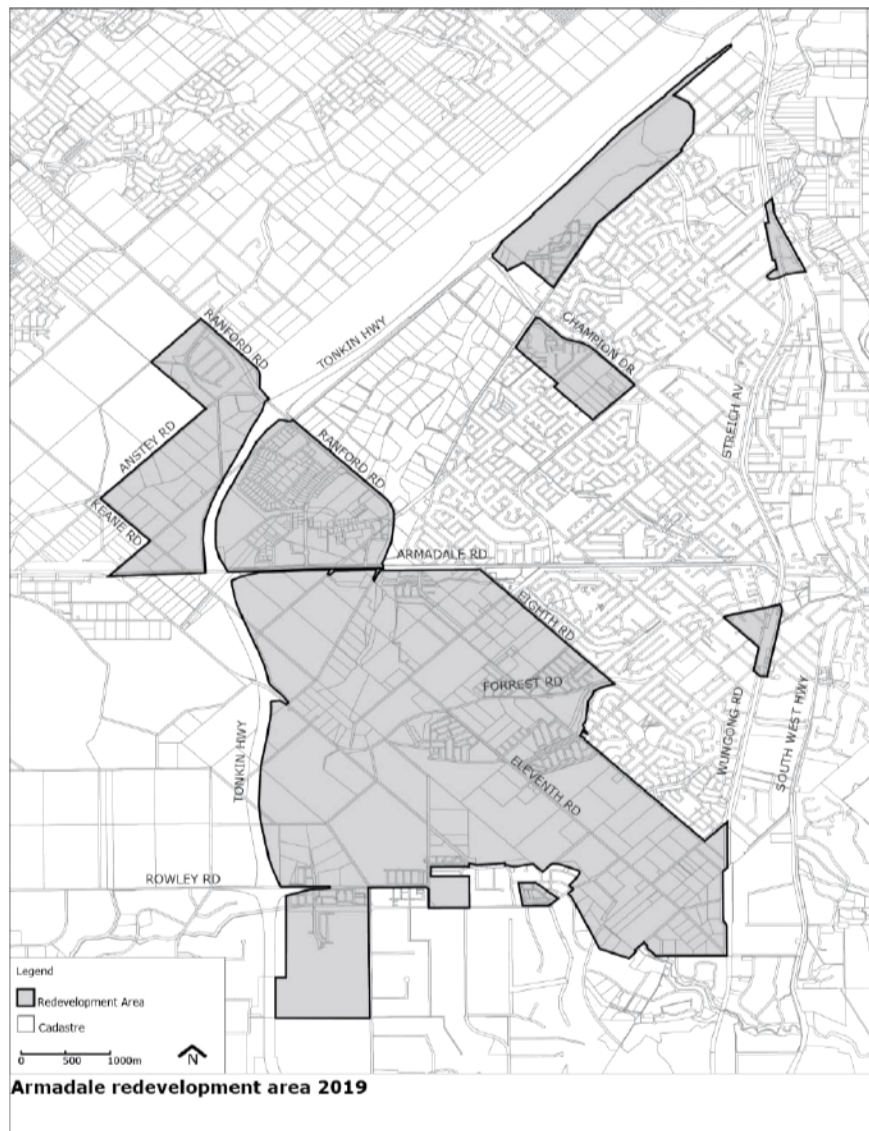 RANFORD RD
TONKIN HWY
CHAMPION DR
STREICH AV
ANSTEY RD
RANFORD RD
KEANE RD
ARMADALE RD
EIGHTH RD
FORREST RD
WUNGONG RD
SOUTH WEST HWY
TONKIN HWY
ELEVENTH RD
ROWLEY RD
Legend
Redevelopment Area
Cadastre
0 500 1000m
N
Armadale redevelopment area 2019